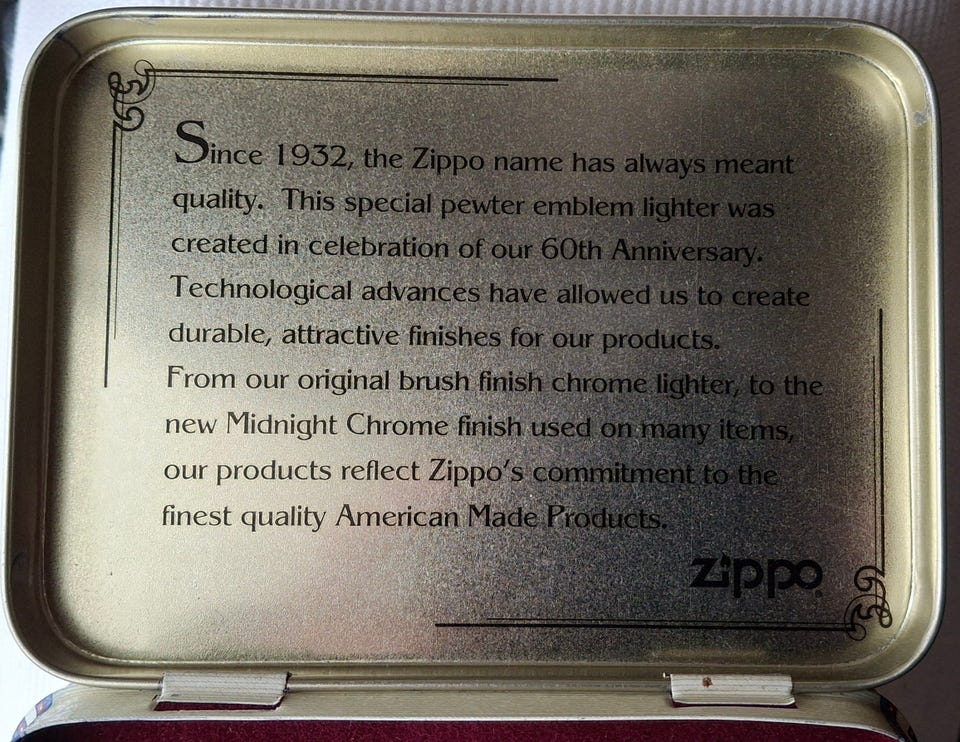 Since 1932, the Zippo name has always meant
quality. This special pewter emblem lighter was
created in celebration of our 60th Anniversary.
Technological advances have allowed us to create
durable, attractive finishes for our products.
From our original brush finish chrome lighter, to the
new Midnight Chrome finish used on many items,
our products reflect Zippo's commitment to the
finest quality American Made Products.
zippo